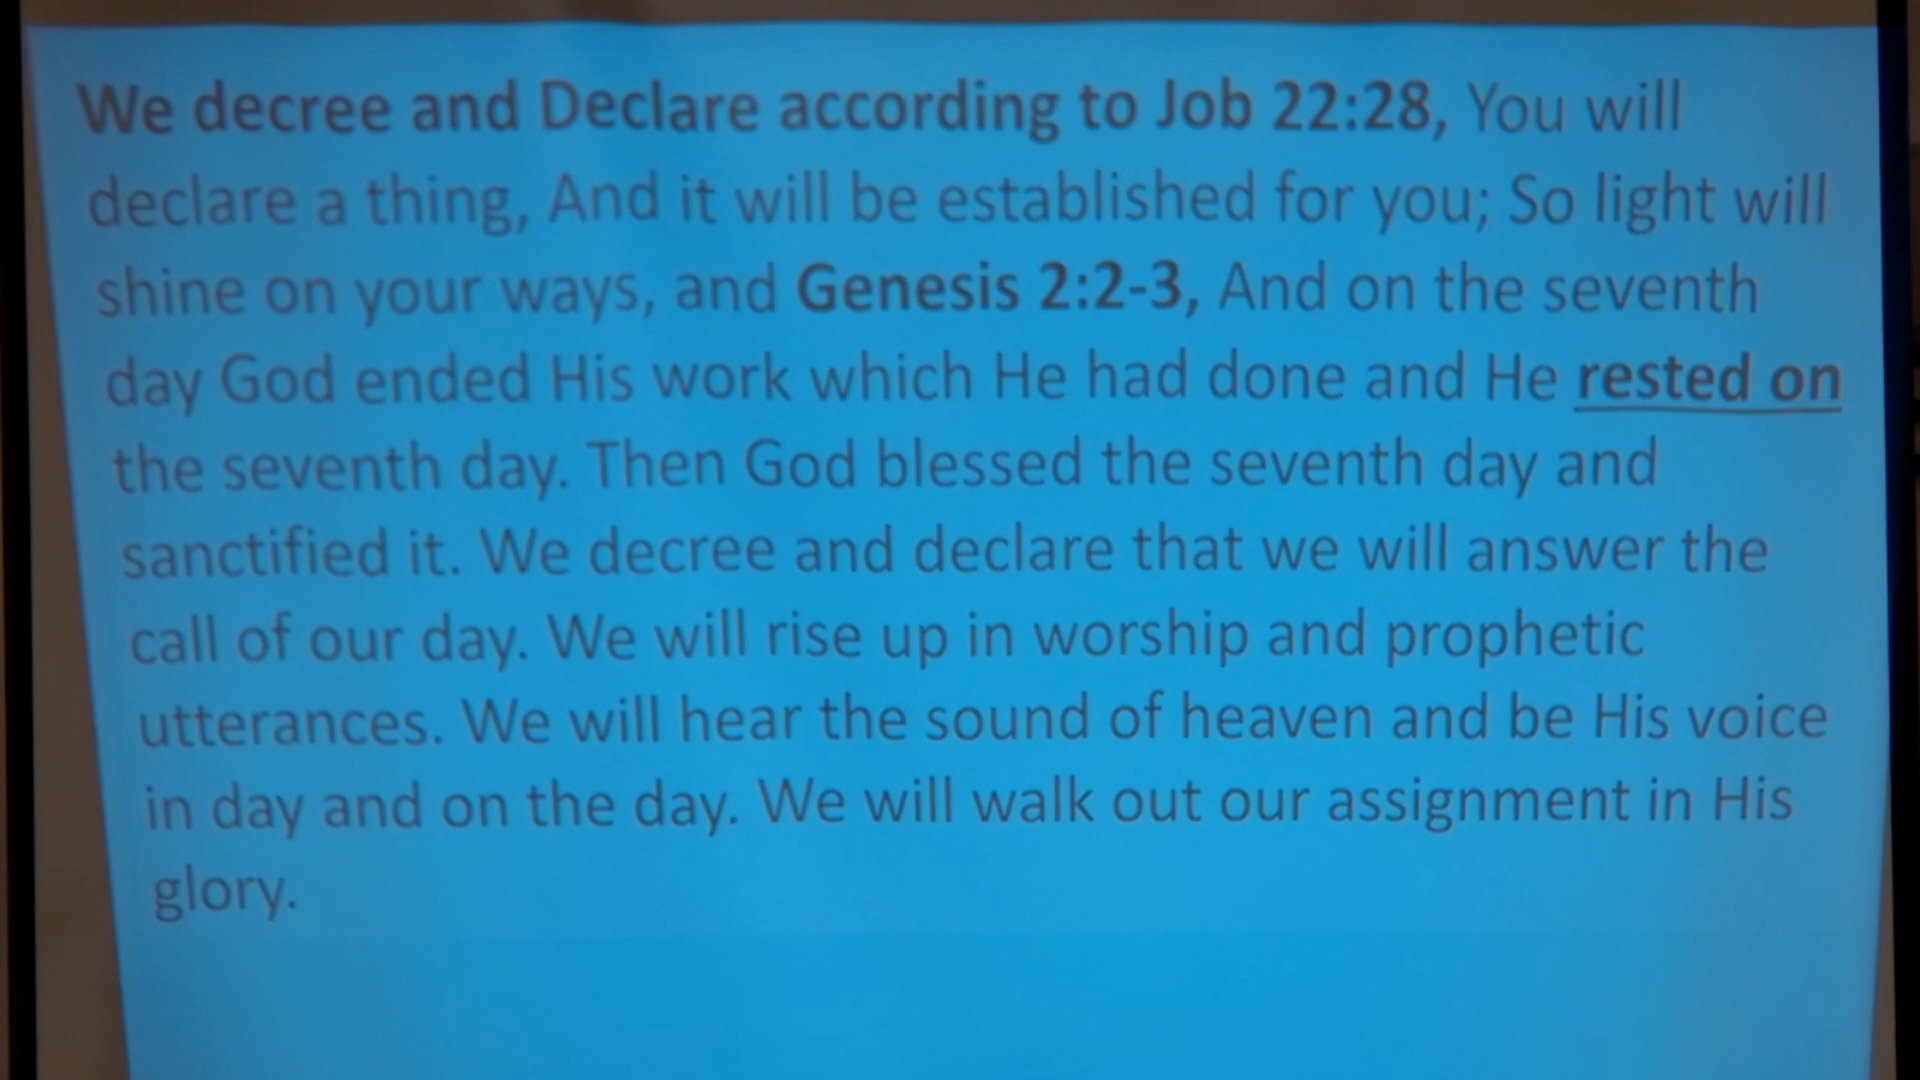 We decree and Declare according to Job 22:28, You will
declare a thing, And it will be established for you; So light will
shine on your ways, and Genesis 2:2-3, And on the seventh
day God ended His work which He had done and He rested on
the seventh day. Then God blessed the seventh day and
sanctified it. We decree and declare that we will answer the
call of our day. We will rise up in worship and prophetic
utterances. We will hear the sound of heaven and be His voice
in day and on the day. We will walk out our assignment in His
glory.